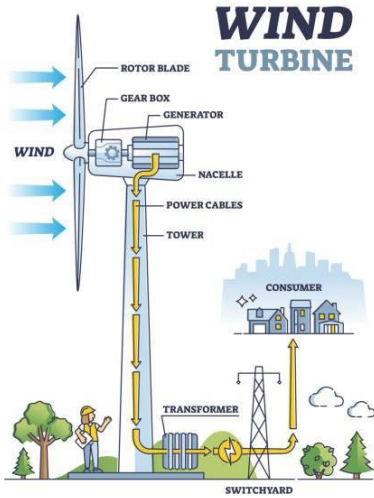 WIND
TURBINE
ROTOR BLADE
GEAR BOX
GENERATOR
WIND
NACELLE
POWER CABLES
TOWER
CONSUMER
TRANSFORMER
SWITCHYARD